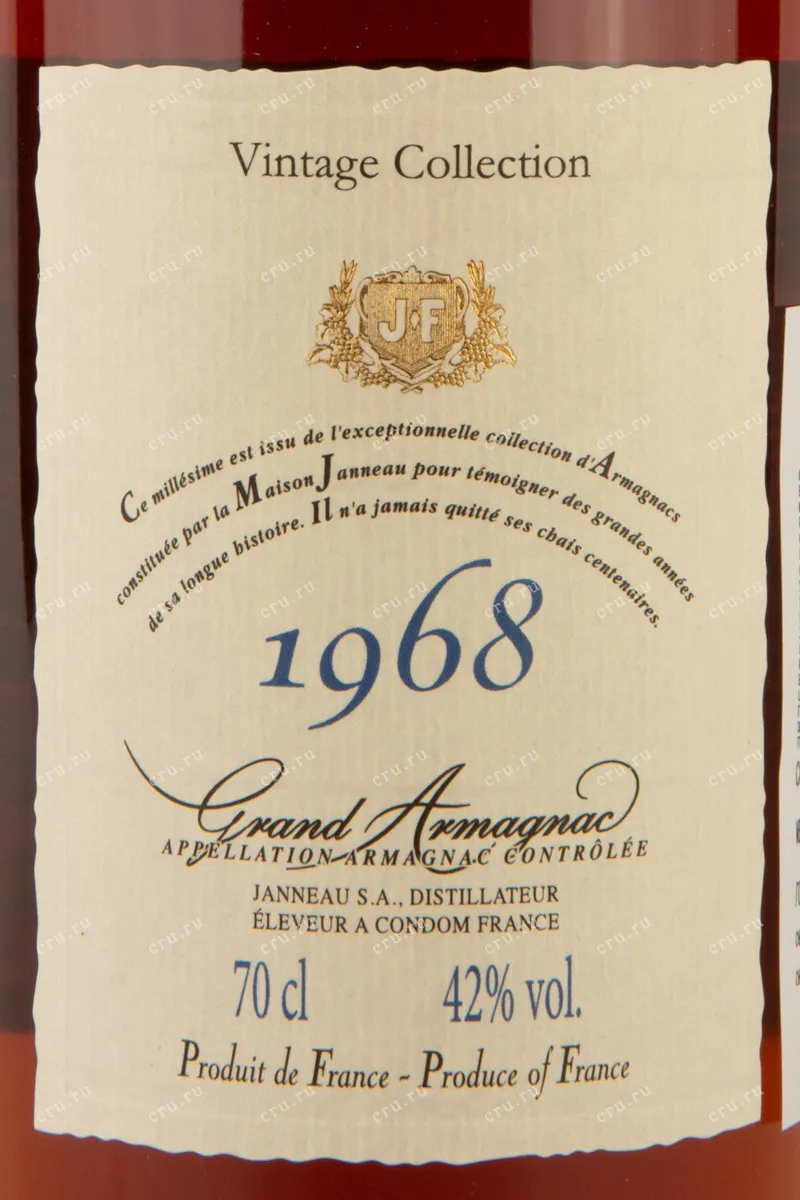 Vintage Collection
J F
Ce millésime est issu de l'exceptionnelle collection d'Armagnacs
constituée par la Maison Janneau pour témoigner des grandes années
de sa longue histoire. Il n'a jamais quitté ses chais centenaires.
1968
Grand Armagnac
APPELLATION ARMAGNAC CONTRÔLÉE
JANNEAU S.A., DISTILLATEUR
ÉLEVEUR A CONDOM FRANCE
70 cl 42% vol.
Produit de France - Produce of France
cru.ru